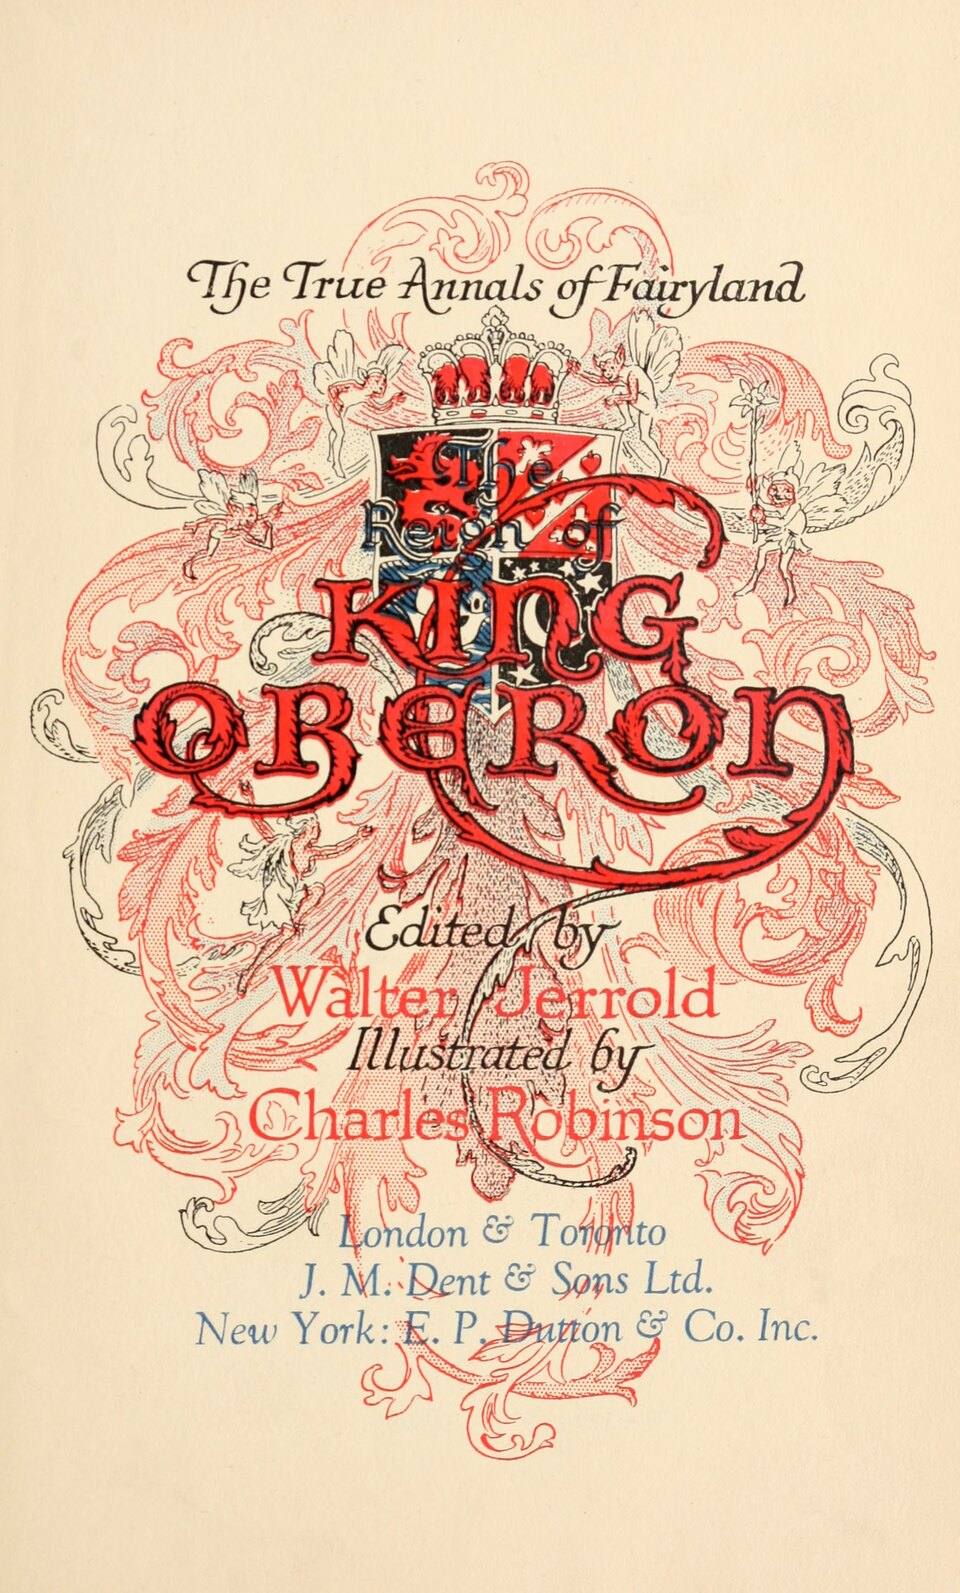 The True Annals of Fairyland
The
Reign of
King
Oberon
Edited by
Walter Jerrold
Illustrated by
Charles Robinson
London & Toronto
J. M. Dent & Sons Ltd.
New York: E. P. Dutton & Co. Inc.